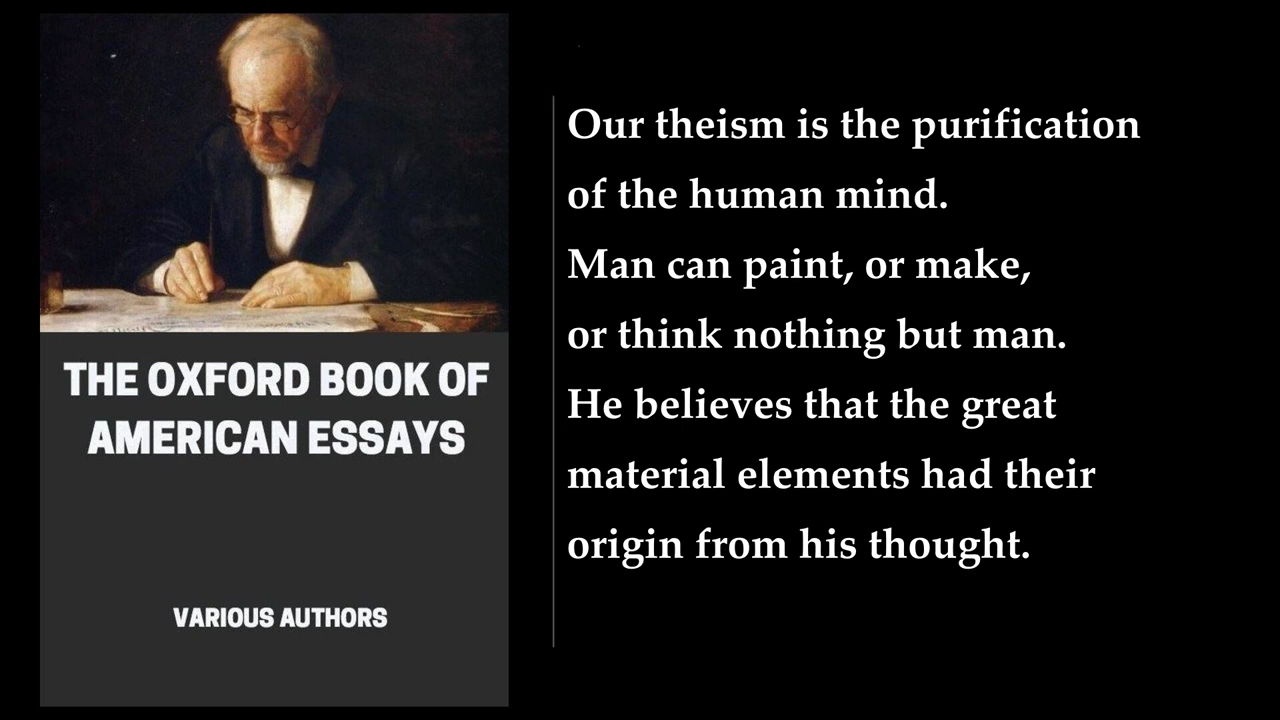 THE OXFORD BOOK OF
AMERICAN ESSAYS
VARIOUS AUTHORS
Our theism is the purification
of the human mind.
Man can paint, or make,
or think nothing but man.
He believes that the great
material elements had their
origin from his thought.